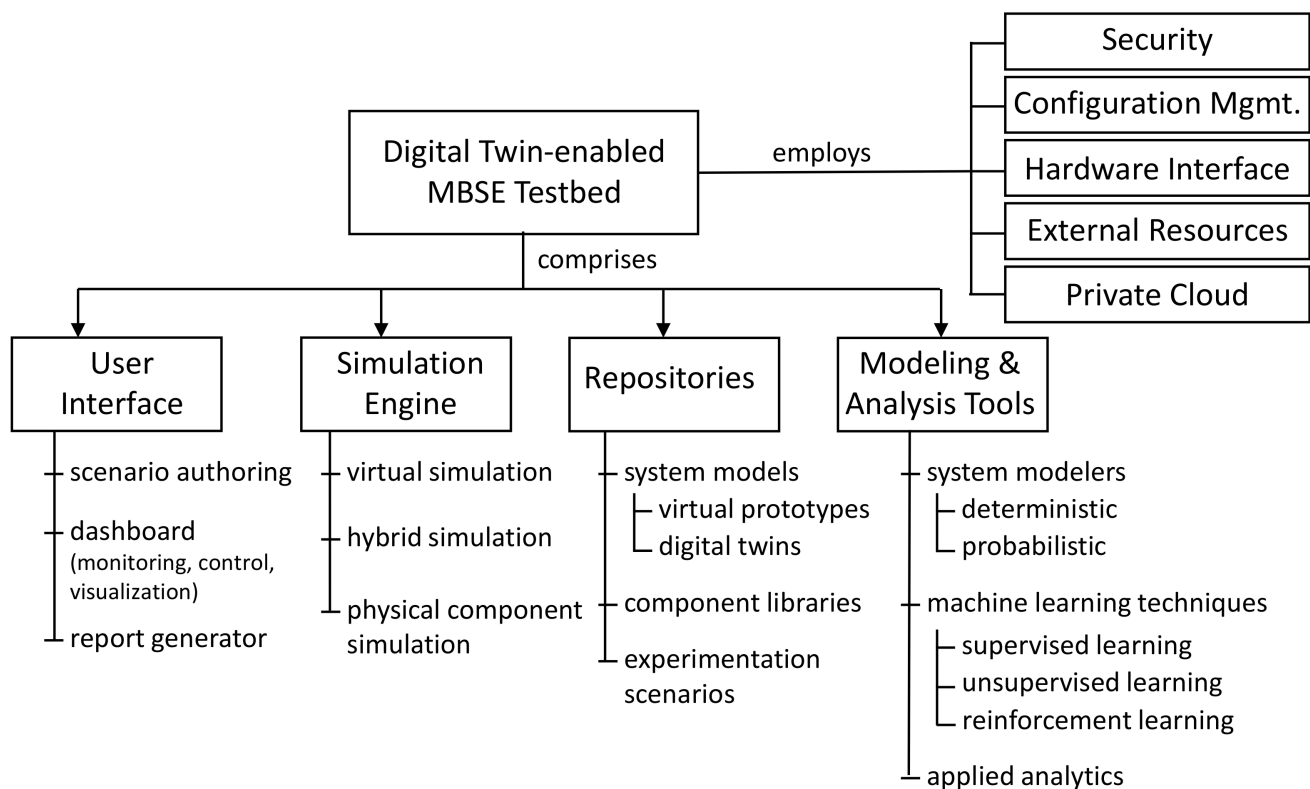 Security
Configuration Mgmt.
Hardware Interface
External Resources
Private Cloud
Digital Twin-enabled
MBSE Testbed
employs
comprises
User
Interface
scenario authoring
dashboard
(monitoring, control,
visualization)
report generator
Simulation
Engine
virtual simulation
hybrid simulation
physical component
simulation
Repositories
system models
virtual prototypes
digital twins
component libraries
experimentation
scenarios
Modeling &
Analysis Tools
system modelers
deterministic
probabilistic
machine learning techniques
supervised learning
unsupervised learning
reinforcement learning
applied analytics